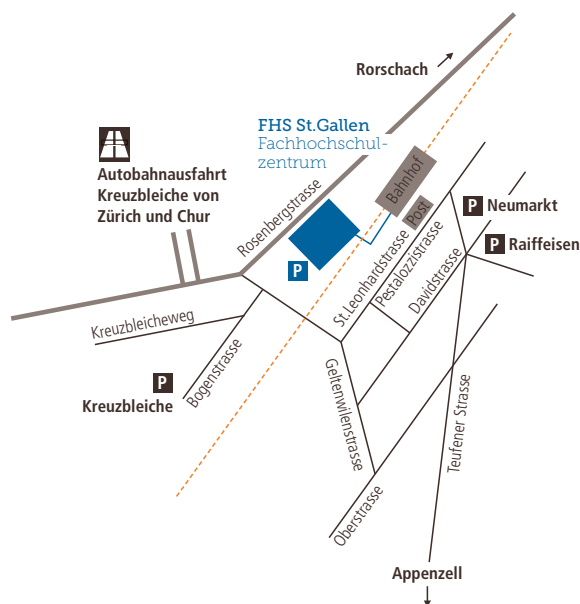 Rorschach
FHS St.Gallen
Fachhochschul-
zentrum
Autobahnausfahrt
Kreuzbleiche von
Zürich und Chur
Rosenbergstrasse
Bahnhof
Post
P Neumarkt
P Raiffeisen
P
St.Leonhardstrasse
Pestalozzistrasse
Davidstrasse
Kreuzbleicheweg
Bogenstrasse
P
Kreuzbleiche
Geltenwilenstrasse
Teufener Strasse
Oberstrasse
Appenzell